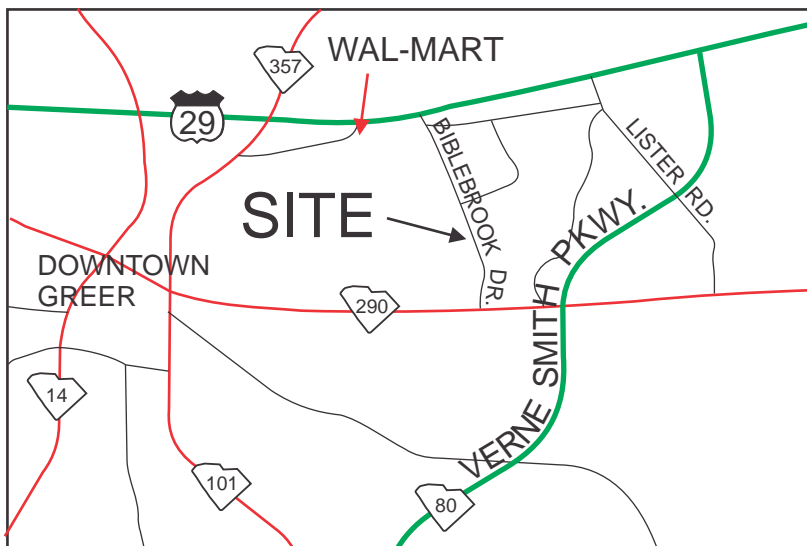 WAL-MART
357
29
BIBLEBROOK DR.
LISTER RD.
SITE
VERNE SMITH PKWY.
DOWNTOWN
GREER
290
14
101
80